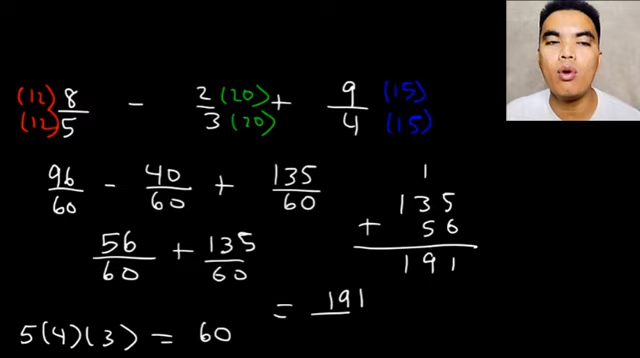 (12) 8/(12) 5 - 2 (20)/3 (20) + 9 (15)/4 (15)
96/60 - 40/60 + 135/60
56/60 + 135/60
1
135
+ 56
191
= 191
5(4)(3) = 60